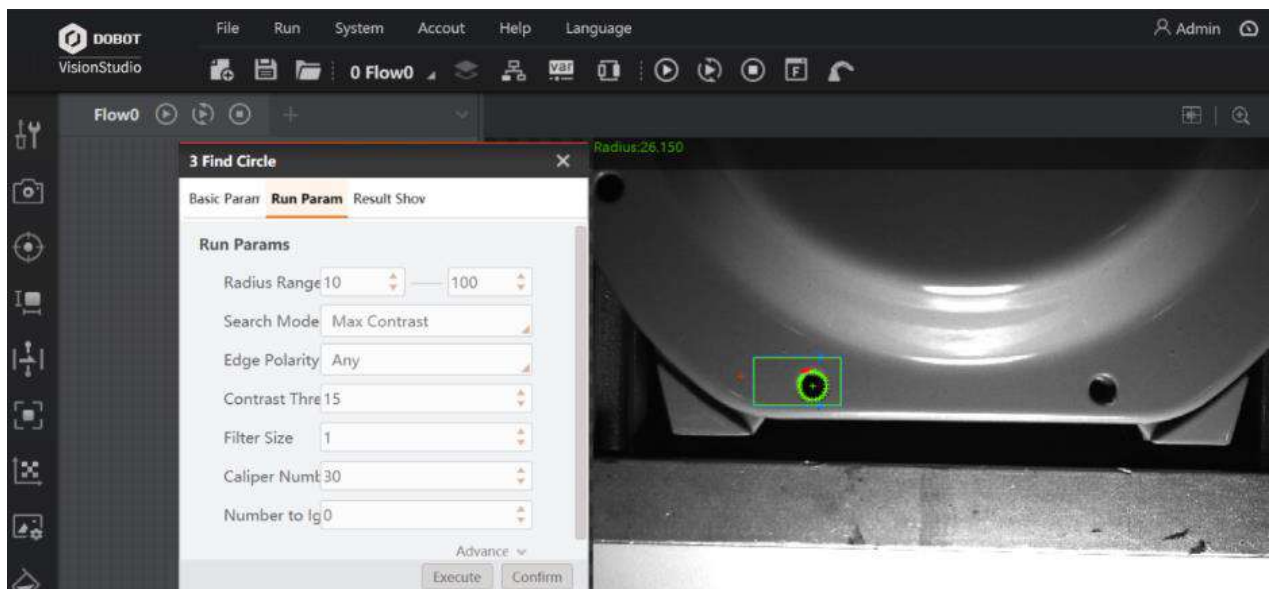 DOBOT
VisionStudio
File Run System Accout Help Language
Admin
0 Flow0
var
F
Flow0
Radius:26.150
3 Find Circle
Basic Param Run Param Result Show
Run Params
Radius Range 10 100
Search Mode Max Contrast
Edge Polarity Any
Contrast Thre 15
Filter Size 1
Caliper Numb 30
Number to Ig 0
Advance
Execute Confirm